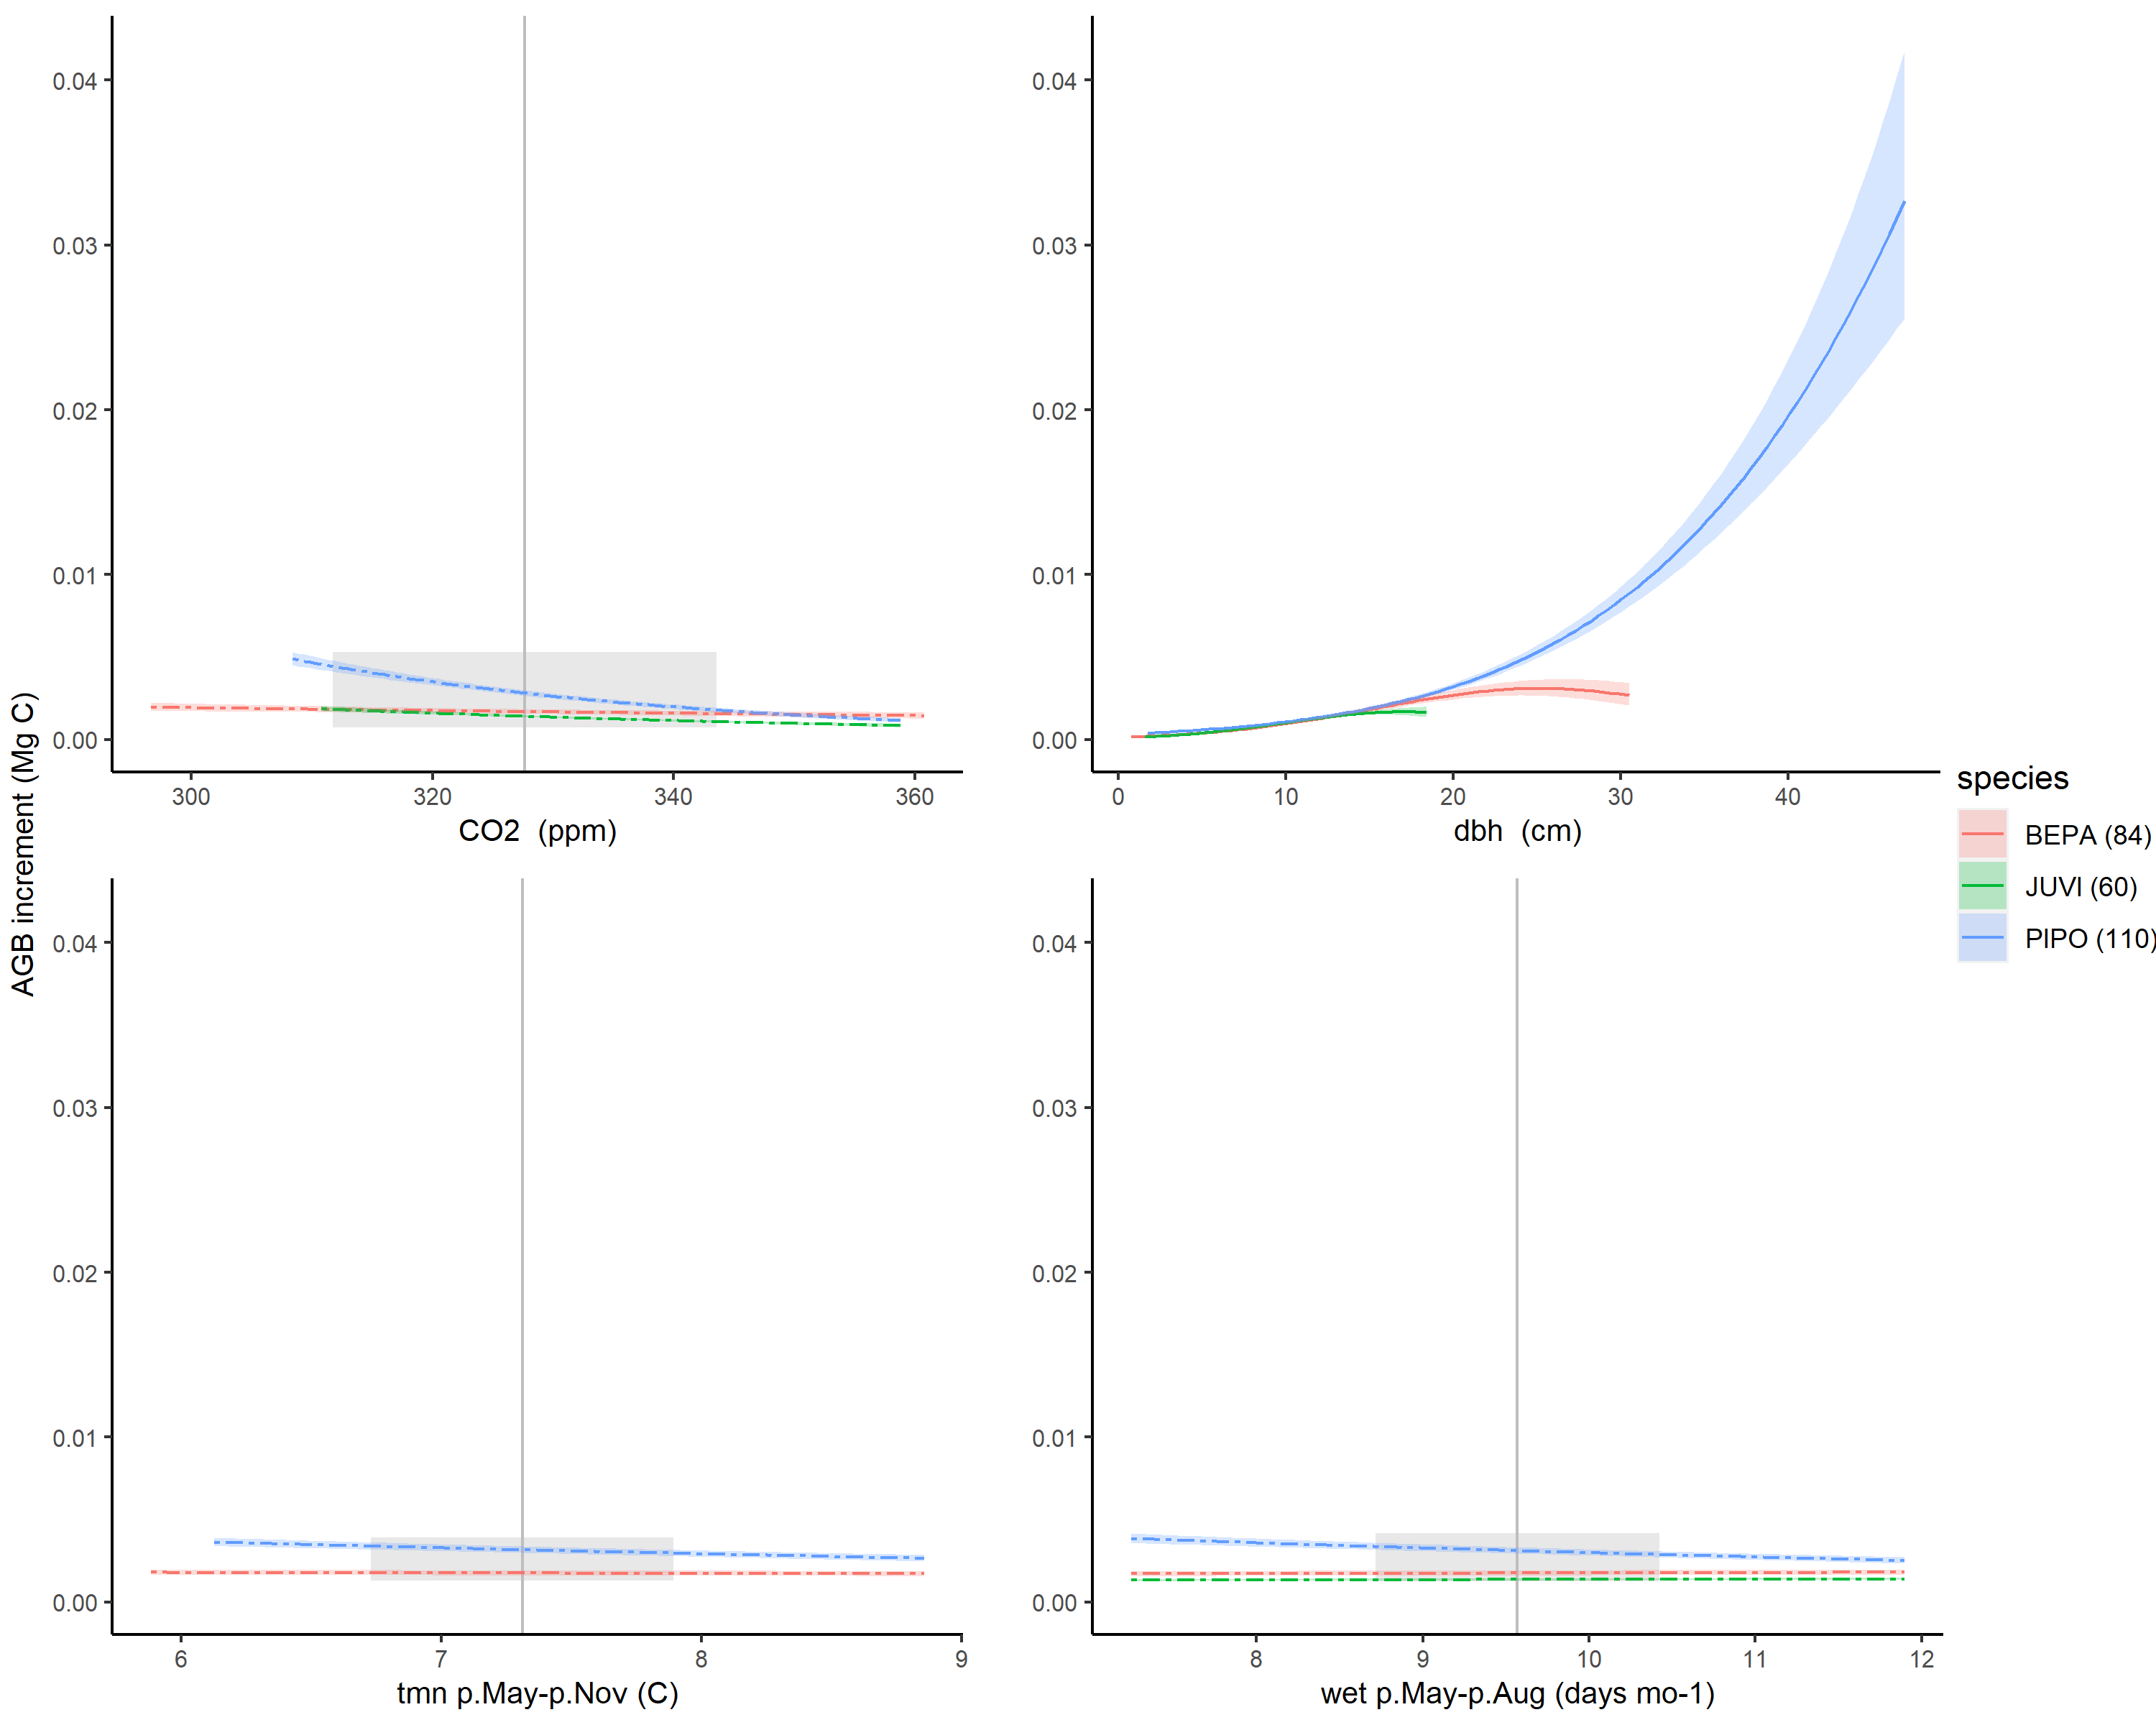 AGB increment (Mg C)
0.04
0.03
0.02
0.01
0.00
300 320 340 360
CO2 (ppm)
0.04
0.03
0.02
0.01
0.00
0 10 20 30 40
dbh (cm)
0.04
0.03
0.02
0.01
0.00
6 7 8 9
tmn p.May-p.Nov (C)
0.04
0.03
0.02
0.01
0.00
8 9 10 11 12
wet p.May-p.Aug (days mo-1)
species
BEPA (84)
JUVI (60)
PIPO (110)